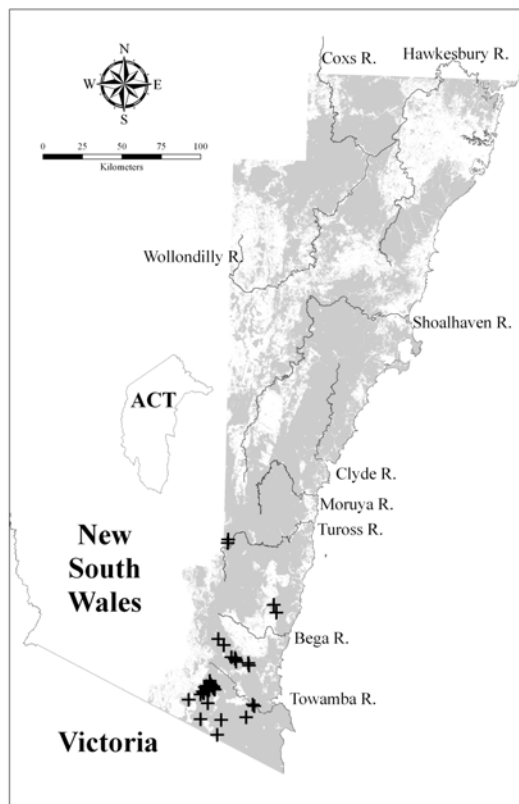 Coxs R.
Hawkesbury R.
N
W
E
S
0
25
50
100
Kilometers
Wollondilly R.
Shoalhaven R.
ACT
Clyde R.
Moruya R.
Tuross R.
New
South
Wales
Bega R.
Towamba R.
Victoria